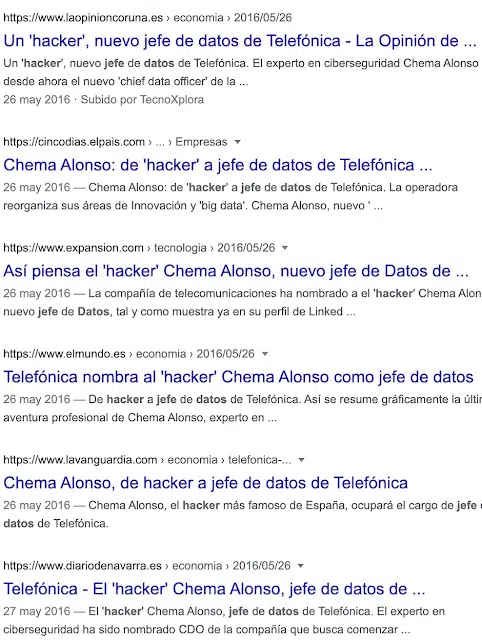 https://www.laopinioncoruna.es › economia › 2016/05/26
Un 'hacker', nuevo jefe de datos de Telefónica - La Opinión de ...
Un 'hacker', nuevo jefe de datos de Telefónica. El experto en ciberseguridad Chema Alonso
desde ahora el nuevo 'chief data officer' de la ...
26 may 2016 · Subido por TecnoXplora
https://cincodias.elpais.com › ... › Empresas
Chema Alonso: de 'hacker' a jefe de datos de Telefónica ...
26 may 2016 — Chema Alonso: de 'hacker' a jefe de datos de Telefónica. La operadora
reorganiza sus áreas de Innovación y 'big data'. Chema Alonso, nuevo ' ...
https://www.expansion.com › tecnologia › 2016/05/26
Así piensa el 'hacker' Chema Alonso, nuevo jefe de Datos de ...
26 may 2016 — La compañía de telecomunicaciones ha nombrado a el 'hacker' Chema Alon
nuevo jefe de Datos, tal y como muestra ya en su perfil de Linked ...
https://www.elmundo.es › economia › 2016/05/26
Telefónica nombra al 'hacker' Chema Alonso como jefe de datos
26 may 2016 — De hacker a jefe de datos de Telefónica. Así se resume gráficamente la últi
aventura profesional de Chema Alonso, experto en ...
https://www.lavanguardia.com › economia › telefonica-...
Chema Alonso, de hacker a jefe de datos de Telefónica
26 may 2016 — Chema Alonso, el hacker más famoso de España, ocupará el cargo de jefe
datos de Telefónica.
https://www.diariodenavarra.es › economia › 2016/05/26
Telefónica - El 'hacker' Chema Alonso, jefe de datos de ...
27 may 2016 — El 'hacker' Chema Alonso, jefe de datos de Telefónica. El experto en
ciberseguridad ha sido nombrado CDO de la compañía que busca comenzar ...